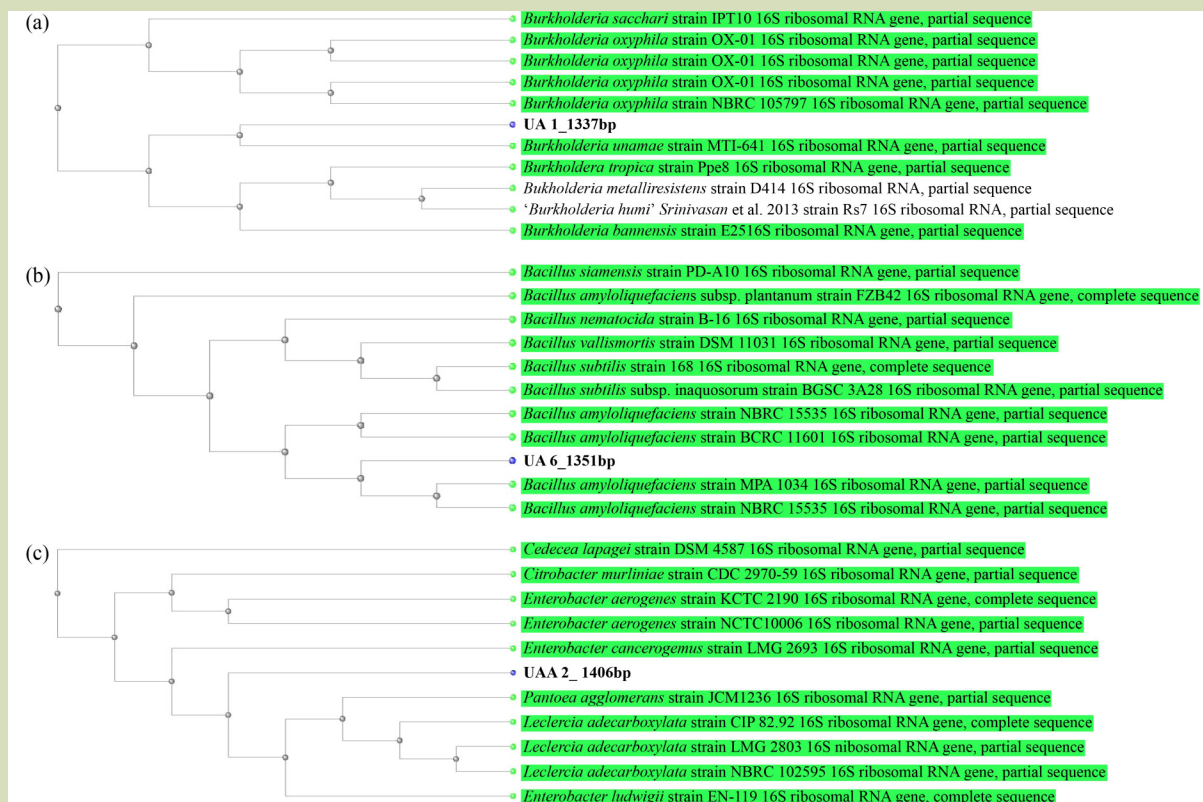 (a)
Burkholderia sacchari strain IPT10 16S ribosomal RNA gene, partial sequence
Burkholderia oxyphila strain OX-01 16S ribosomal RNA gene, partial sequence
Burkholderia oxyphila strain OX-01 16S ribosomal RNA gene, partial sequence
Burkholderia oxyphila strain OX-01 16S ribosomal RNA gene, partial sequence
Burkholderia oxyphila strain NBRC 105797 16S ribosomal RNA gene, partial sequence
UA 1_1337bp
Burkholderia unamae strain MTI-641 16S ribosomal RNA gene, partial sequence
Burkholdera tropica strain Ppe8 16S ribosomal RNA gene, partial sequence
Bukholderia metalliresistens strain D414 16S ribosomal RNA, partial sequence
‘Burkholderia humi’ Srinivasan et al. 2013 strain Rs7 16S ribosomal RNA, partial sequence
Burkholderia bannensis strain E2516S ribosomal RNA gene, partial sequence
(b)
Bacillus siamensis strain PD-A10 16S ribosomal RNA gene, partial sequence
Bacillus amyloliquefaciens subsp. plantanum strain FZB42 16S ribosomal RNA gene, complete sequence
Bacillus nematocida strain B-16 16S ribosomal RNA gene, partial sequence
Bacillus vallismortis strain DSM 11031 16S ribosomal RNA gene, partial sequence
Bacillus subtilis strain 168 16S ribosomal RNA gene, complete sequence
Bacillus subtilis subsp. inaquosorum strain BGSC 3A28 16S ribosomal RNA gene, partial sequence
Bacillus amyloliquefaciens strain NBRC 15535 16S ribosomal RNA gene, partial sequence
Bacillus amyloliquefaciens strain BCRC 11601 16S ribosomal RNA gene, partial sequence
UA 6_1351bp
Bacillus amyloliquefaciens strain MPA 1034 16S ribosomal RNA gene, partial sequence
Bacillus amyloliquefaciens strain NBRC 15535 16S ribosomal RNA gene, partial sequence
(c)
Cedecea lapagei strain DSM 4587 16S ribosomal RNA gene, partial sequence
Citrobacter murliniae strain CDC 2970-59 16S ribosomal RNA gene, partial sequence
Enterobacter aerogenes strain KCTC 2190 16S ribosomal RNA gene, complete sequence
Enterobacter aerogenes strain NCTC10006 16S ribosomal RNA gene, partial sequence
Enterobacter cancerogemus strain LMG 2693 16S ribosomal RNA gene, partial sequence
UAA 2_ 1406bp
Pantoea agglomerans strain JCM1236 16S ribosomal RNA gene, partial sequence
Leclercia adecarboxylata strain CIP 82.92 16S ribosomal RNA gene, complete sequence
Leclercia adecarboxylata strain LMG 2803 16S nibosomal RNA gene, partial sequence
Leclercia adecarboxylata strain NBRC 102595 16S ribosomal RNA gene, partial sequence
Enterobacter ludwigii strain EN-119 16S ribosomal RNA gene, complete sequence